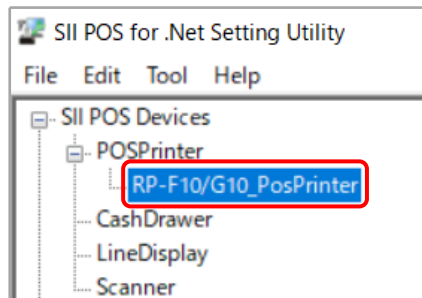 SII POS for .Net Setting Utility
File Edit Tool Help
SII POS Devices
POSPrinter
RP-F10/G10_PosPrinter
CashDrawer
LineDisplay
Scanner